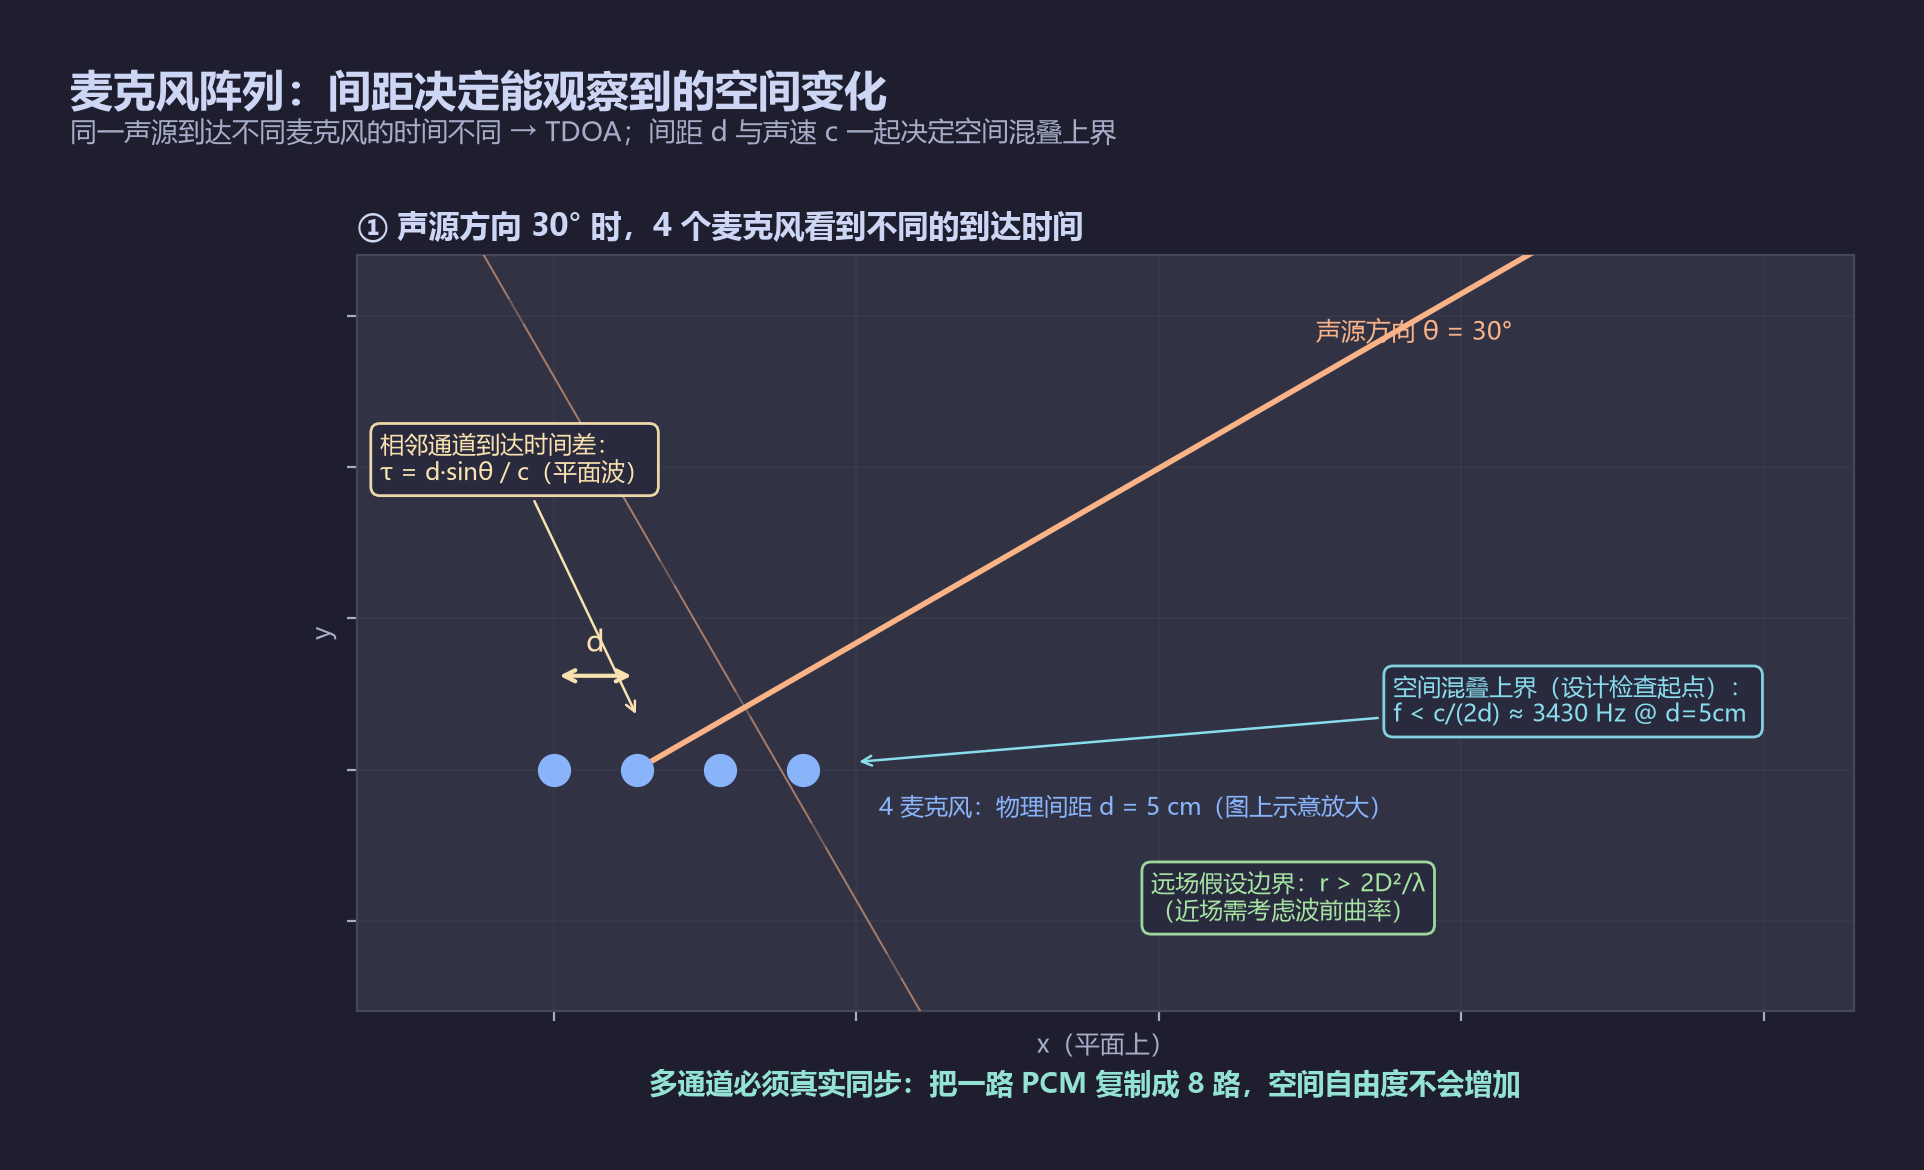 麦克风阵列：间距决定能观察到的空间变化
同一声源到达不同麦克风的时间不同 → TDOA；间距 d 与声速 c 一起决定空间混叠上界
① 声源方向 30° 时，4 个麦克风看到不同的到达时间
声源方向 θ = 30°
相邻通道到达时间差：
τ = d·sinθ / c（平面波）
d
y
空间混叠上界（设计检查起点）：
f < c/(2d) ≈ 3430 Hz @ d=5cm
4 麦克风：物理间距 d = 5 cm（图上示意放大）
远场假设边界：r > 2D²/λ
（近场需考虑波前曲率）
x（平面上）
多通道必须真实同步：把一路 PCM 复制成 8 路，空间自由度不会增加